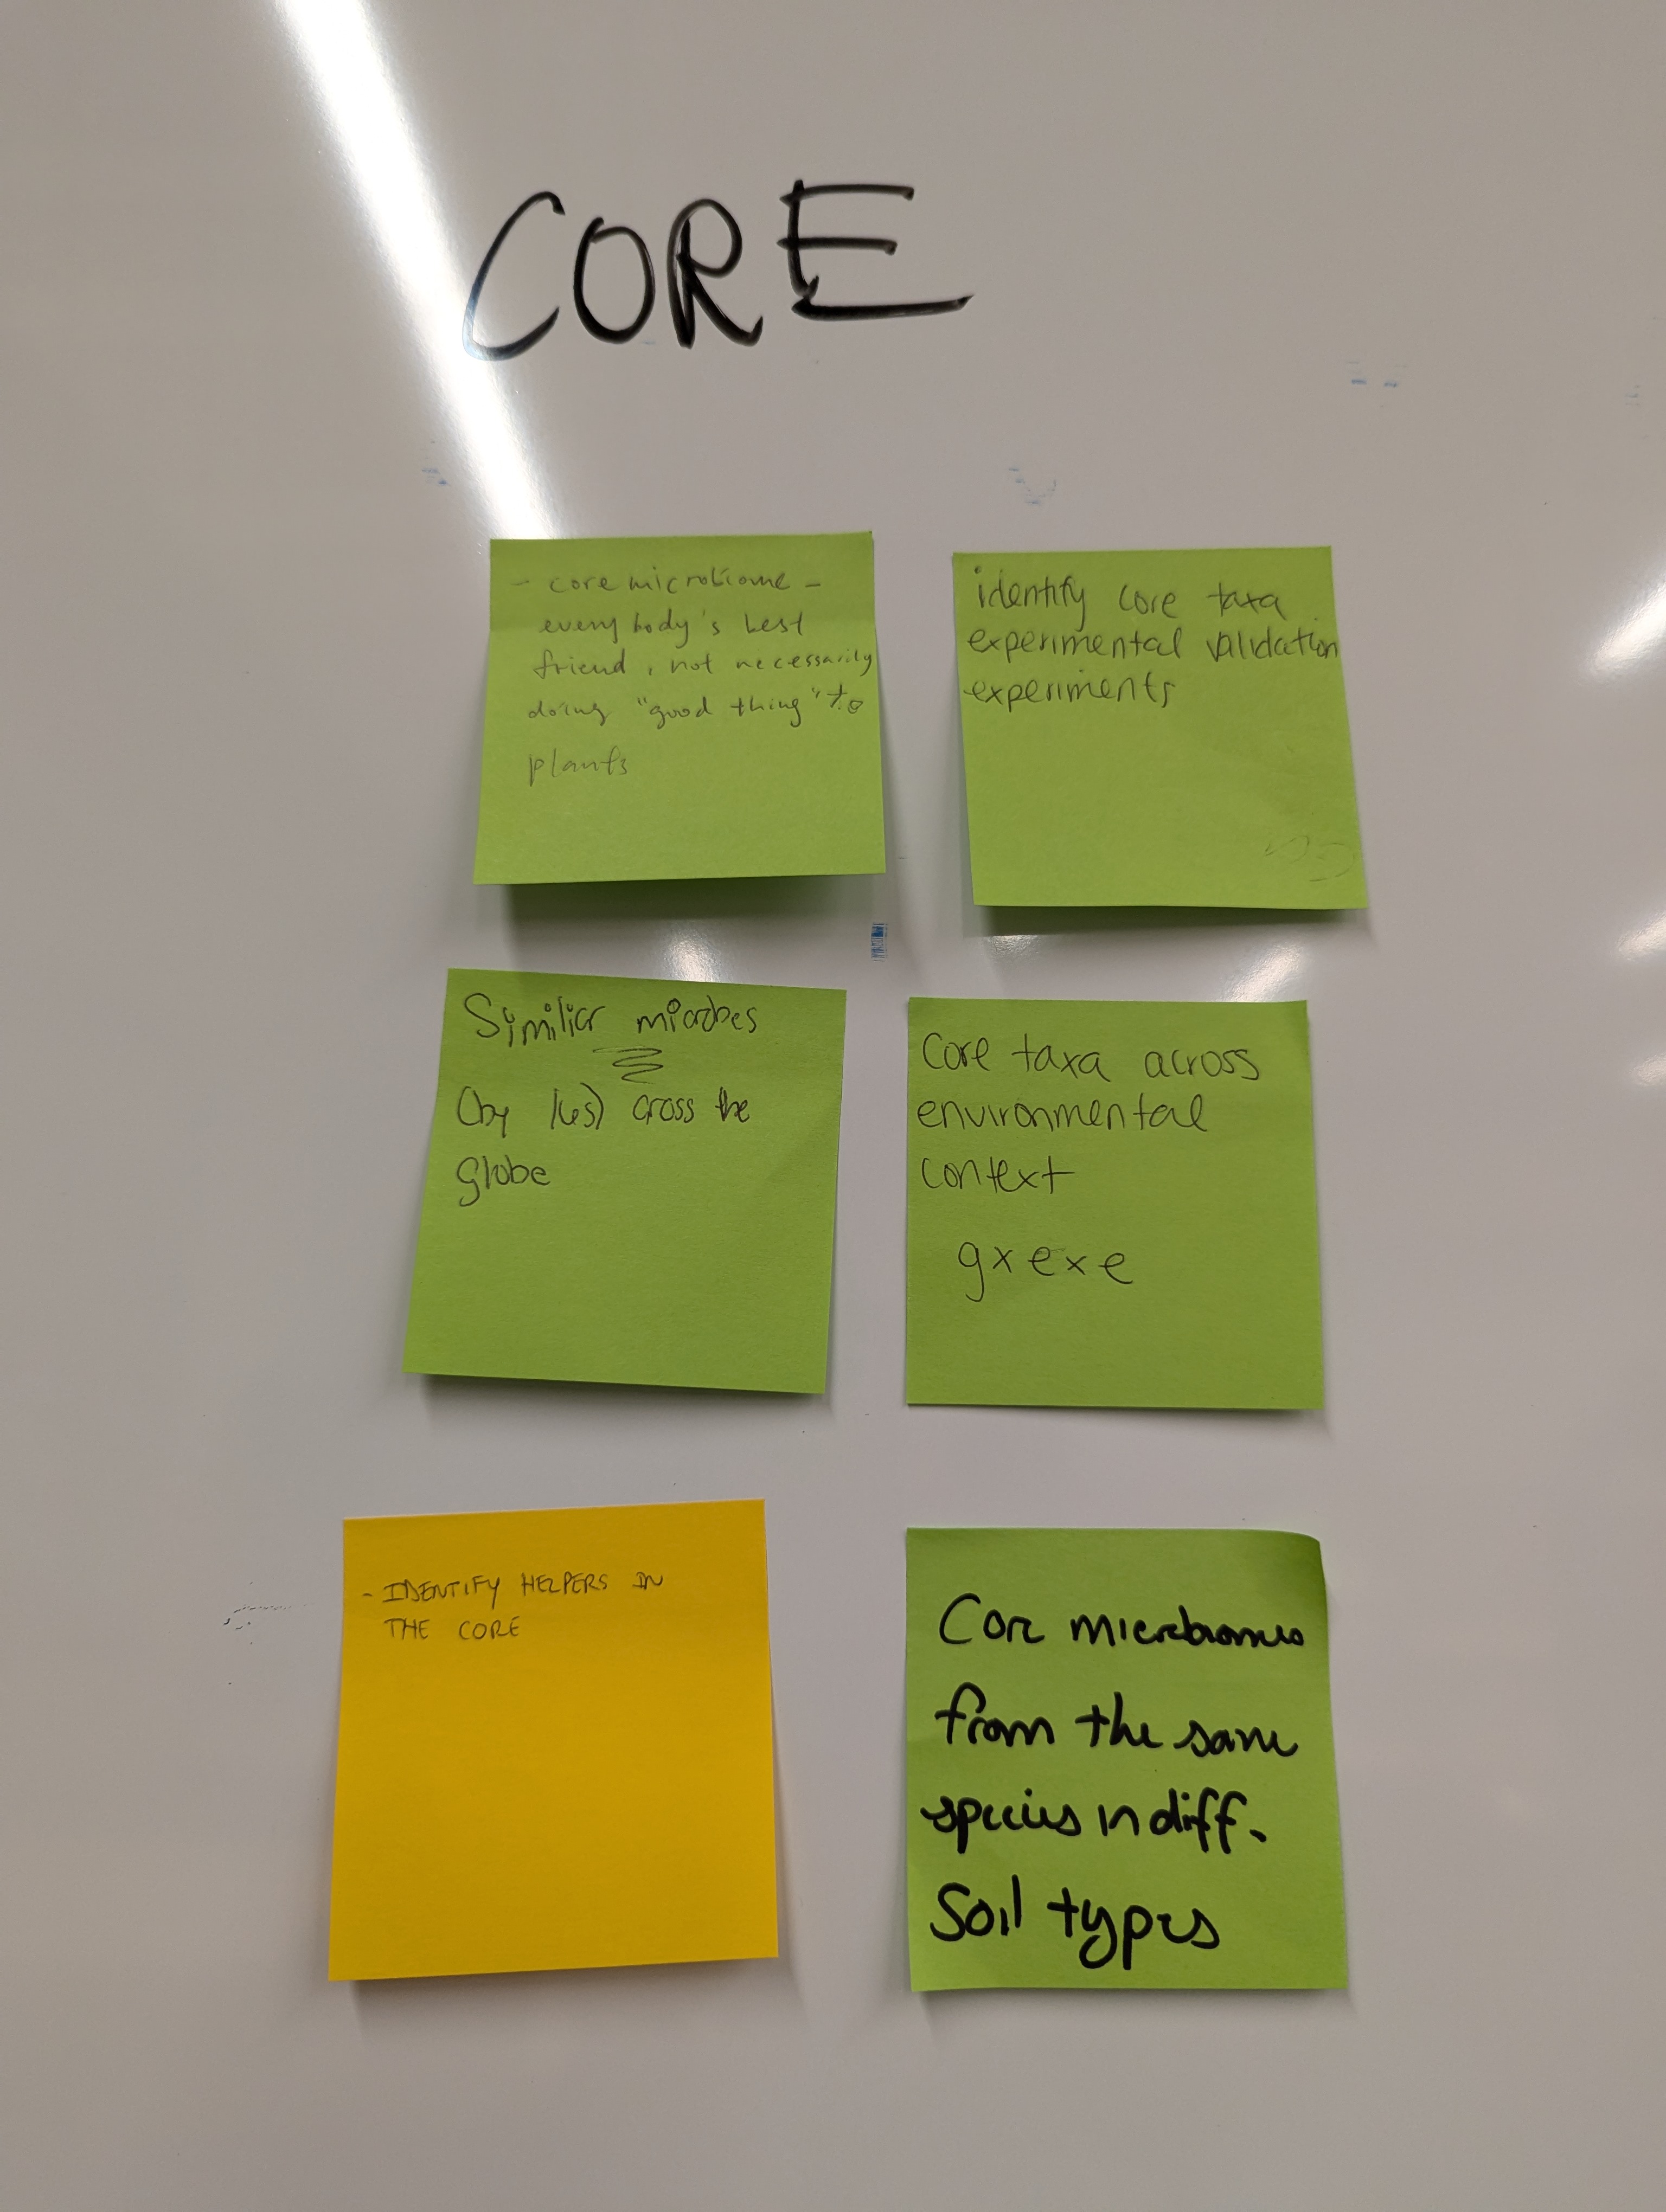 CORE
- core microbiome -
everybody's best
friend, not necessarily
doing "good thing" to
plants
identify core taxa
experimental validation
experiments
Similiar microbes
(by 16s) cross the
globe
Core taxa across
environmental
context
gxexe
- IDENTIFY HELPERS IN
THE CORE
Core microbiomes
from the same
species in diff.
Soil types